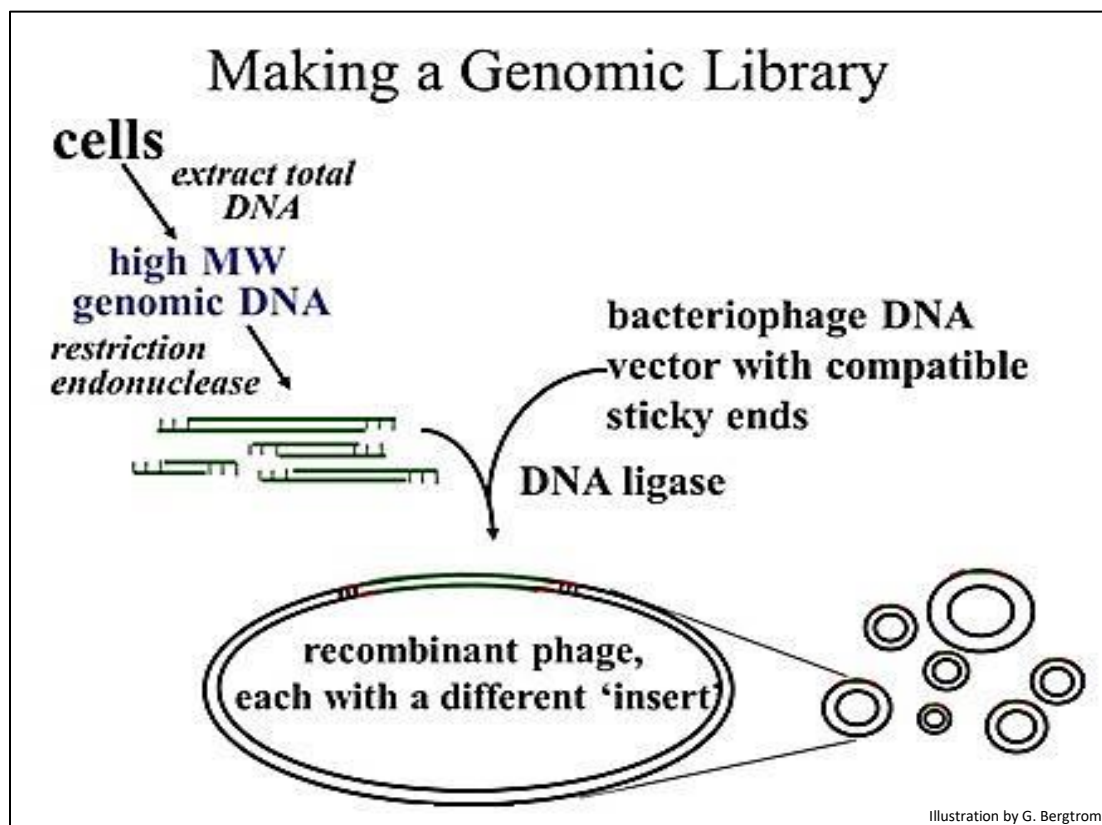 Making a Genomic Library
cells
extract total
DNA
high MW
genomic DNA
restriction
endonuclease
bacteriophage DNA
vector with compatible
sticky ends
DNA ligase
recombinant phage,
each with a different ‘insert’
Illustration by G. Bergtrom